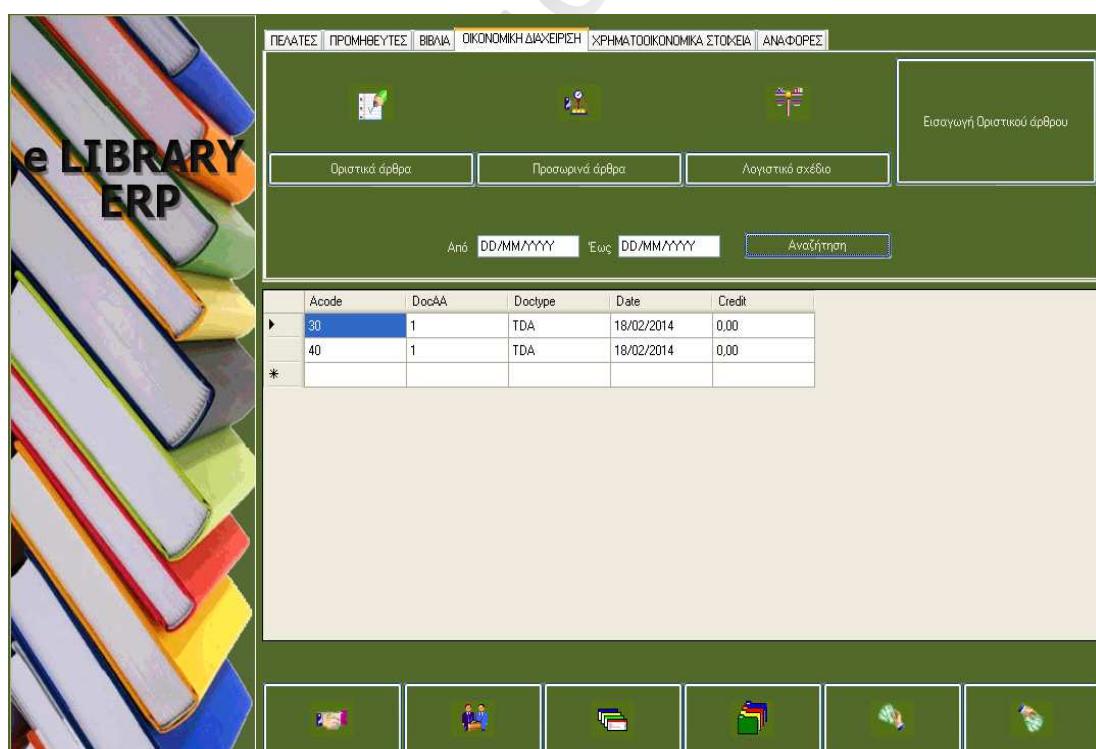 e LIBRARY
ERP
ΠΕΛΑΤΕΣ ΠΡΟΜΗΘΕΥΤΕΣ ΒΙΒΛΙΑ ΟΙΚΟΝΟΜΙΚΗ ΔΙΑΧΕΙΡΙΣΗ ΧΡΗΜΑΤΟΟΙΚΟΝΟΜΙΚΑ ΣΤΟΙΧΕΙΑ ΑΝΑΦΟΡΕΣ
Εισαγωγή Οριστικού άρθρου
Οριστικά άρθρα Προσωρινά άρθρα Λογιστικό σχέδιο
Από DD/MM/YYYY Έως DD/MM/YYYY Αναζήτηση
Acode DocAA Doctype Date Credit
30 1 TDA 18/02/2014 0,00
40 1 TDA 18/02/2014 0,00